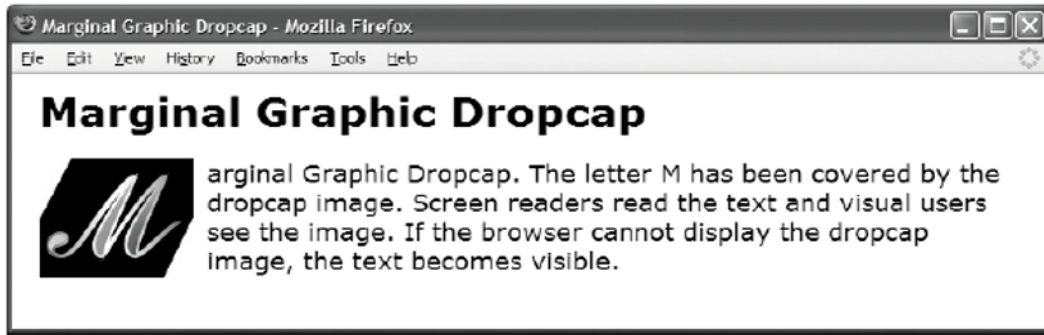 Marginal Graphic Dropcap - Mozilla Firefox
File Edit View History Bookmarks Tools Help
Marginal Graphic Dropcap
M arginal Graphic Dropcap. The letter M has been covered by the
dropcap image. Screen readers read the text and visual users
see the image. If the browser cannot display the dropcap
image, the text becomes visible.